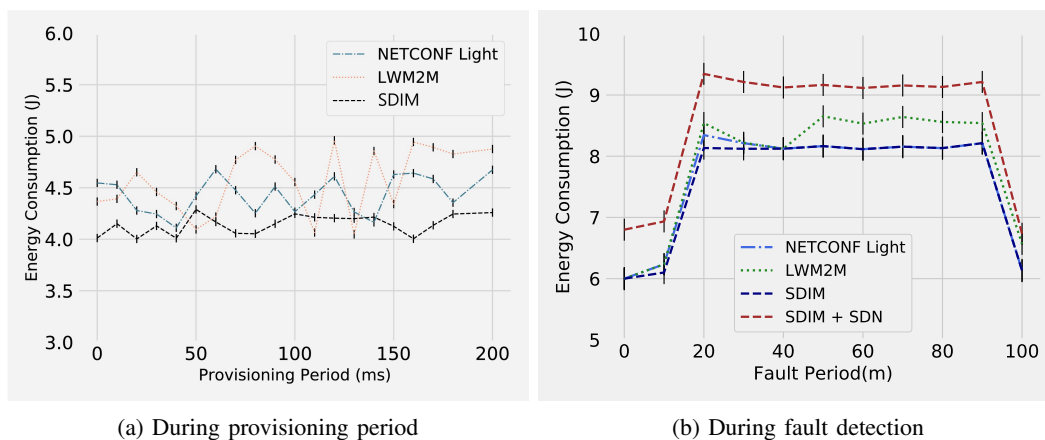 6.0
5.5
5.0
4.5
4.0
3.5
3.0
Energy Consumption (J)
NETCONF Light
LWM2M
SDIM
0
50
100
150
200
Provisioning Period (ms)
(a) During provisioning period
10
9
8
7
6
5
Energy Consumption (J)
NETCONF Light
LWM2M
SDIM
SDIM + SDN
0
20
40
60
80
100
Fault Period(m)
(b) During fault detection